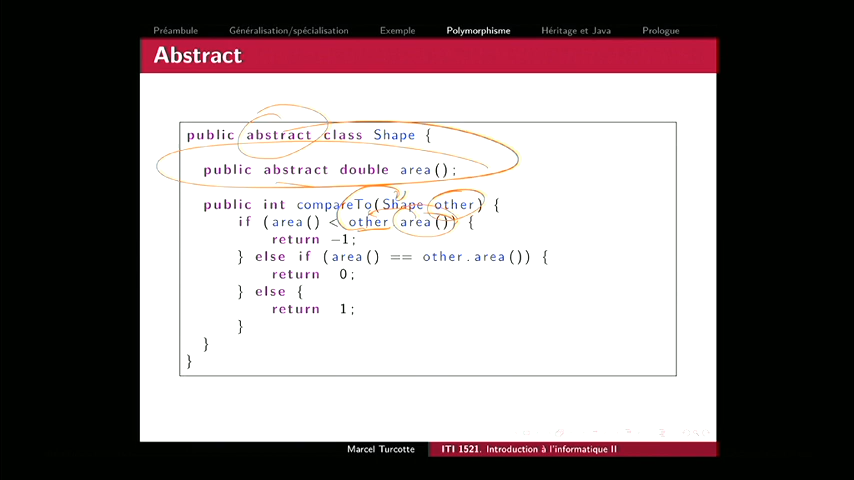 Préambule Généralisation/spécialisation Exemple Polymorphisme Héritage et Java Prologue
Abstract
public abstract class Shape {
public abstract double area();
public int compareTo(Shape other) {
if (area() < other.area()) {
return -1;
} else if (area() == other.area()) {
return 0;
} else {
return 1;
}
}
}
Marcel Turcotte ITI 1521. Introduction à l'informatique II